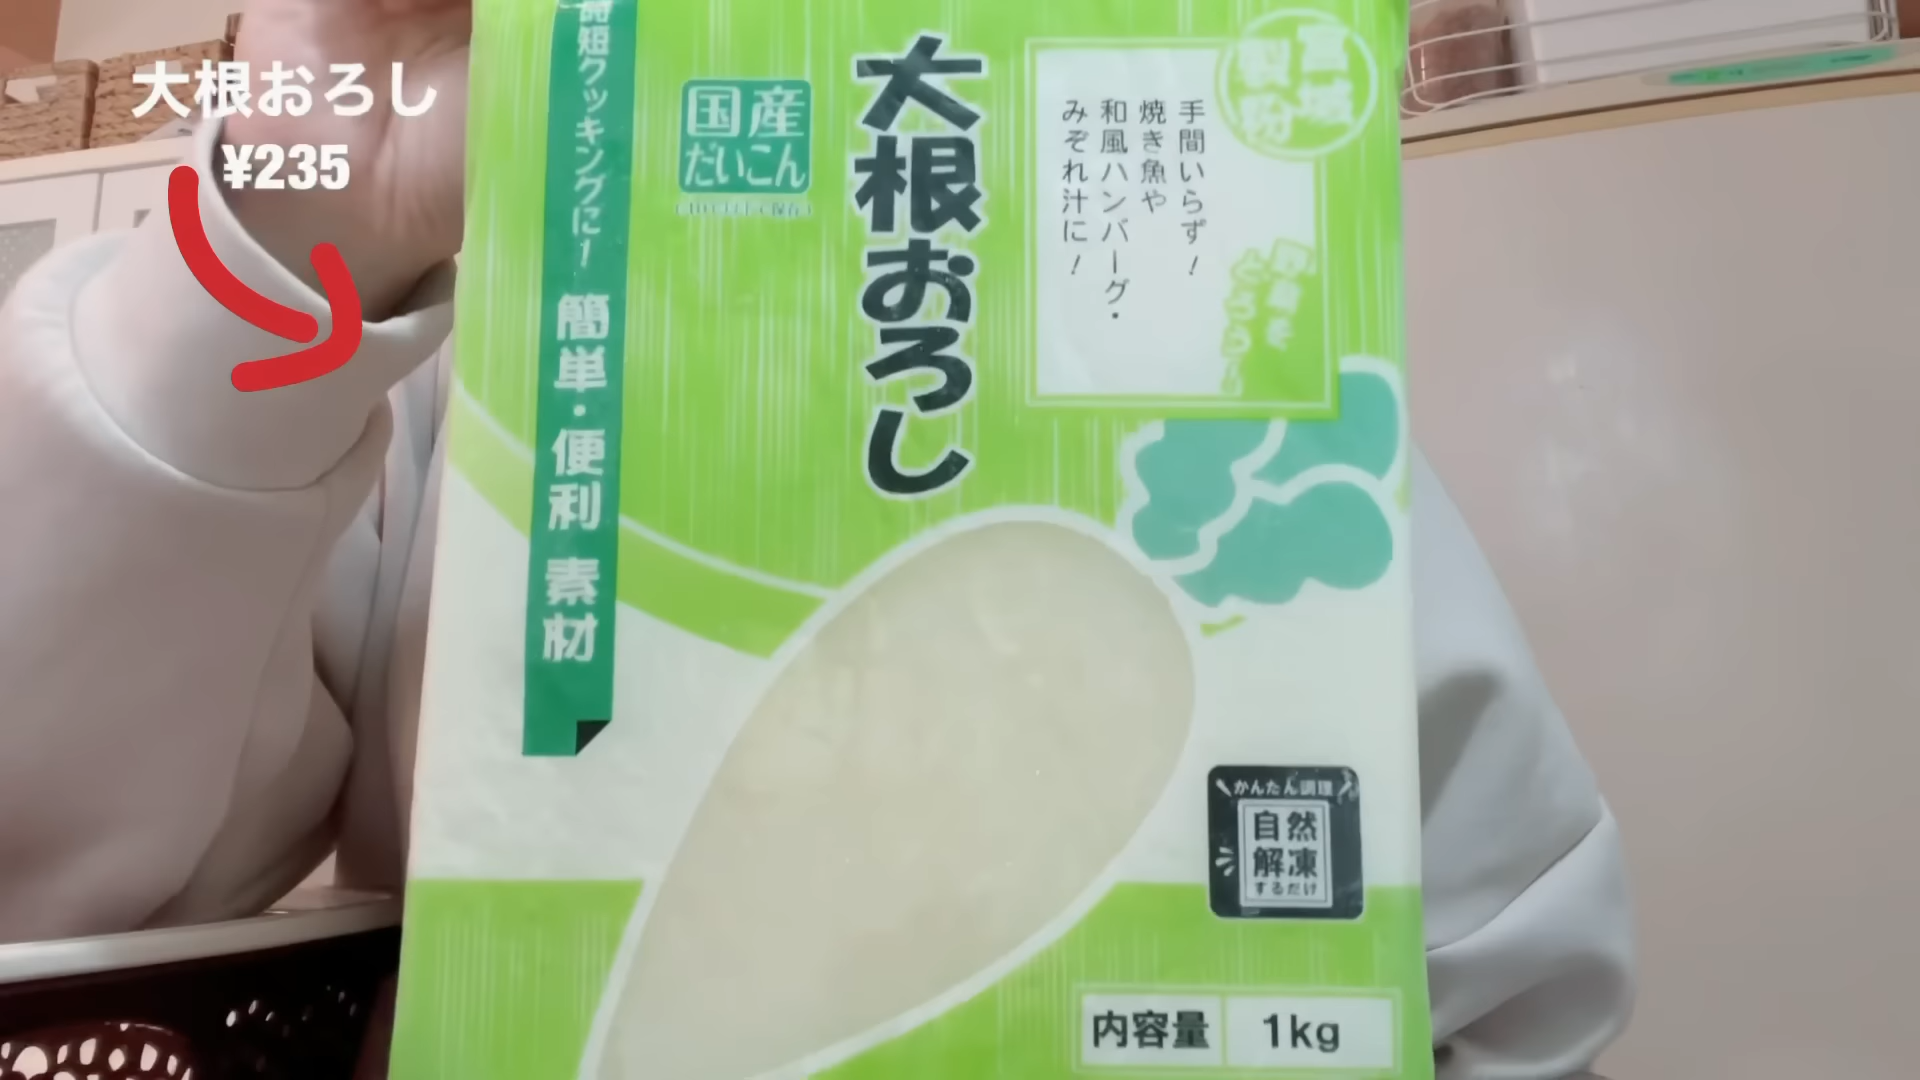 大根おろし
¥235
時短クッキングに！ 簡単・便利 素材
国産
だいこん
大根おろし
手間いらず！
焼き魚や
和風ハンバーグ・
みぞれ汁に！
宮城
製粉
かんたん調理
自然
解凍
するだけ
内容量 1kg